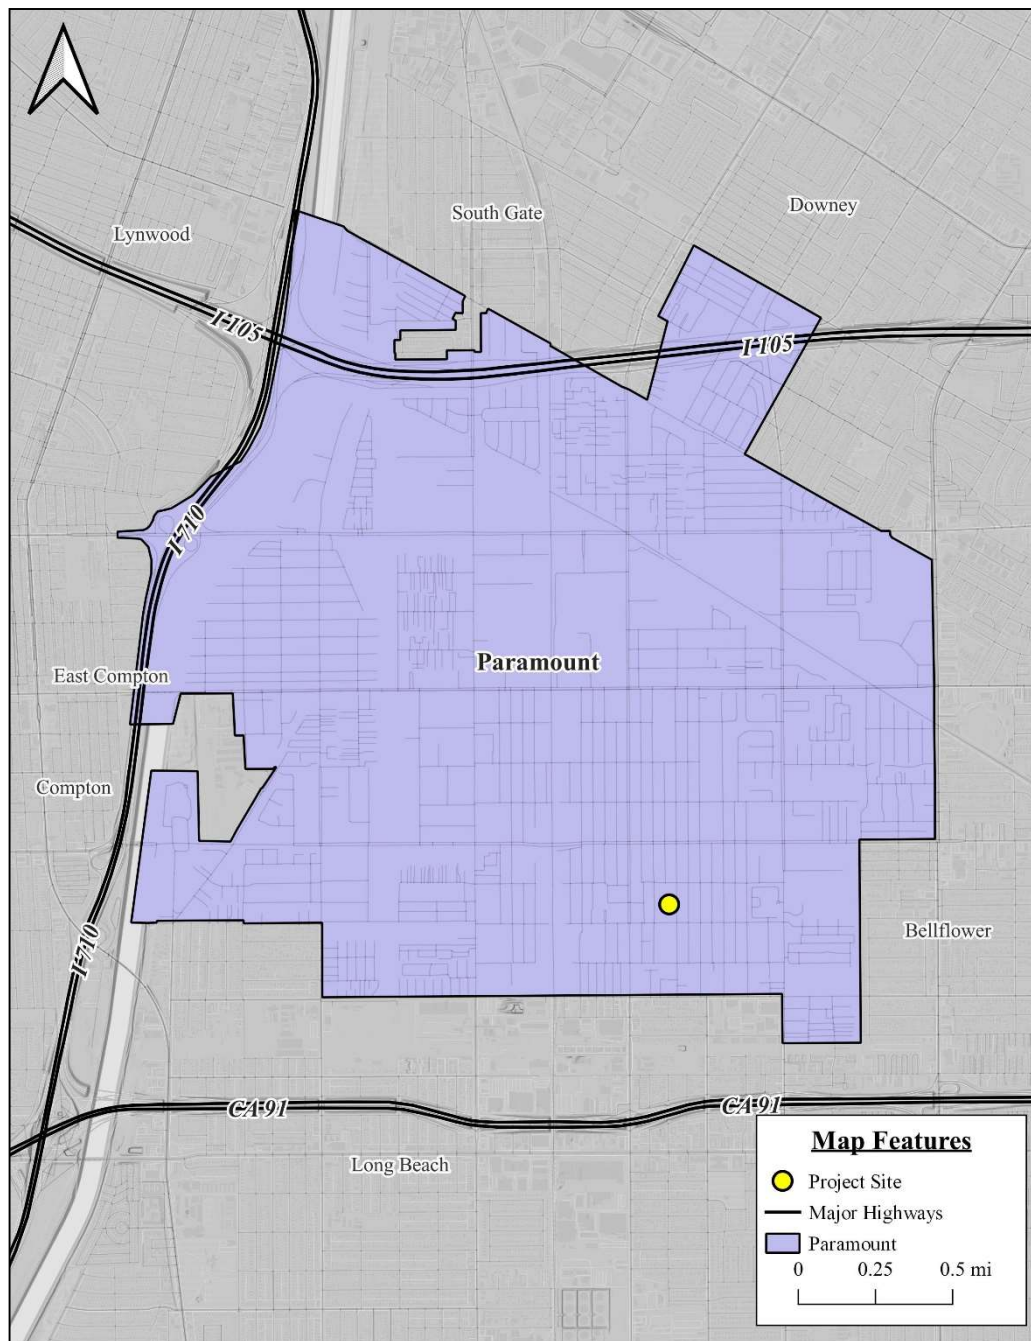 South Gate
Downey
Lynwood
I 105
I 105
I 710
Paramount
East Compton
Compton
Bellflower
I 710
CA 91
CA 91
Long Beach
Map Features
Project Site
Major Highways
Paramount
0 0.25 0.5 mi